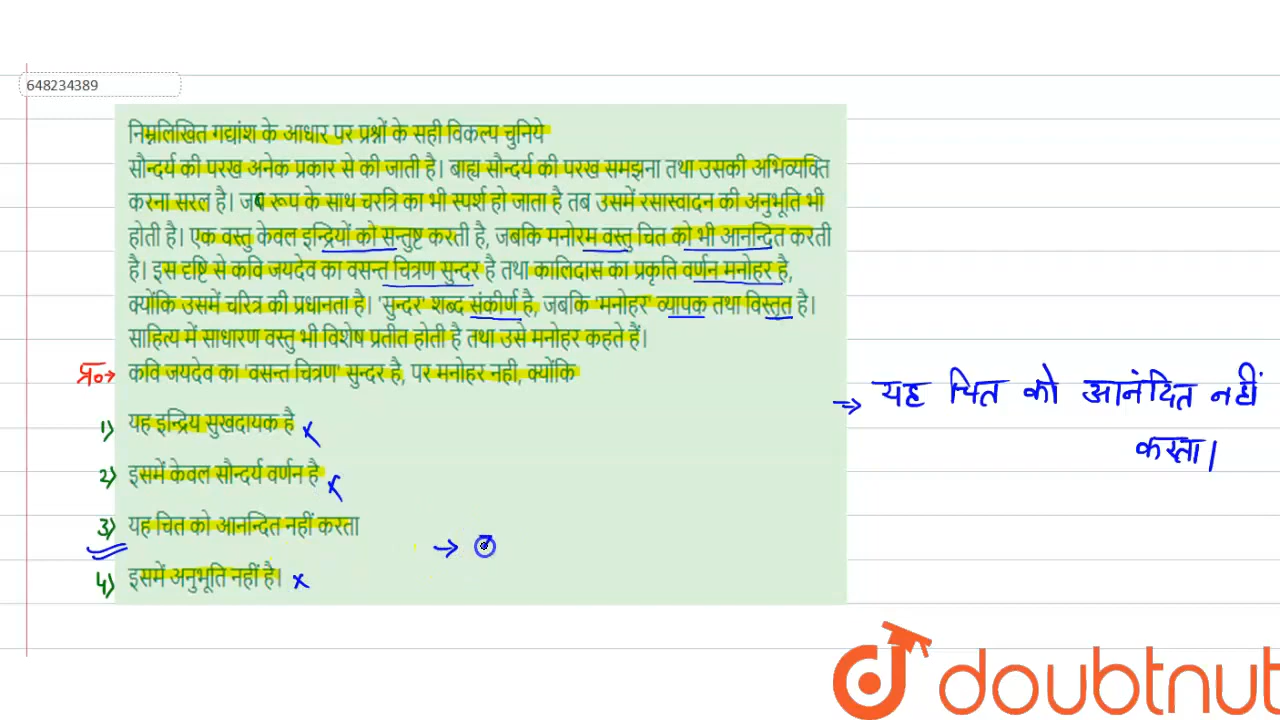 648234389
निम्नलिखित गद्यांश के आधार पर प्रश्नों के सही विकल्प चुनिये
सौन्दर्य की परख अनेक प्रकार से की जाती है। बाह्य सौन्दर्य की परख समझना तथा उसकी अभिव्यक्ति
करना सरल है। जब रूप के साथ चरत्रि का भी स्पर्श हो जाता है तब उसमें रसास्वादन की अनुभूति भी
होती है। एक वस्तु केवल इन्द्रियों को सन्तुष्ट करती है, जबकि मनोरम वस्तु चित को भी आनन्दित करती
है। इस दृष्टि से कवि जयदेव का वसन्त चित्रण सुन्दर है तथा कालिदास का प्रकृति वर्णन मनोहर है,
क्योंकि उसमें चरित्र की प्रधानता है। 'सुन्दर' शब्द संकीर्ण है, जबकि 'मनोहर' व्यापक तथा विस्तृत है।
साहित्य में साधारण वस्तु भी विशेष प्रतीत होती है तथा उसे मनोहर कहते हैं।
प्र०→ कवि जयदेव का 'वसन्त चित्रण' सुन्दर है, पर मनोहर नही, क्योंकि
→ यह चित को आनंदित नहीं
करता।
1) यह इन्द्रिय सुखदायक है ×
2) इसमें केवल सौन्दर्य वर्णन है ×
3) यह चित को आनन्दित नहीं करता →
4) इसमें अनुभूति नहीं है। ×
doubtnut